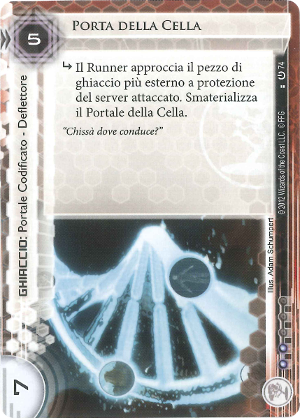 5
PORTA DELLA CELLA
↳ Il Runner approccia il pezzo di
ghiaccio più esterno a protezione
del server attaccato. Smaterializza
il Portale della Cella.
“Chissà dove conduce?”
GHIACCIO: Portale Codificato - Deflettore
74
©2012 Wizards of the Coast LLC. ©FFG
Illus. Adam Schumpert
7